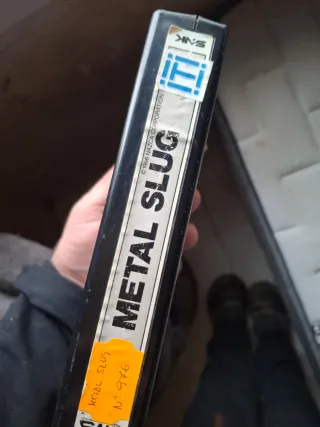 SNK
© 1996 NAZCA CORPORATION
METAL SLUG
METAL SLUG
N° 976